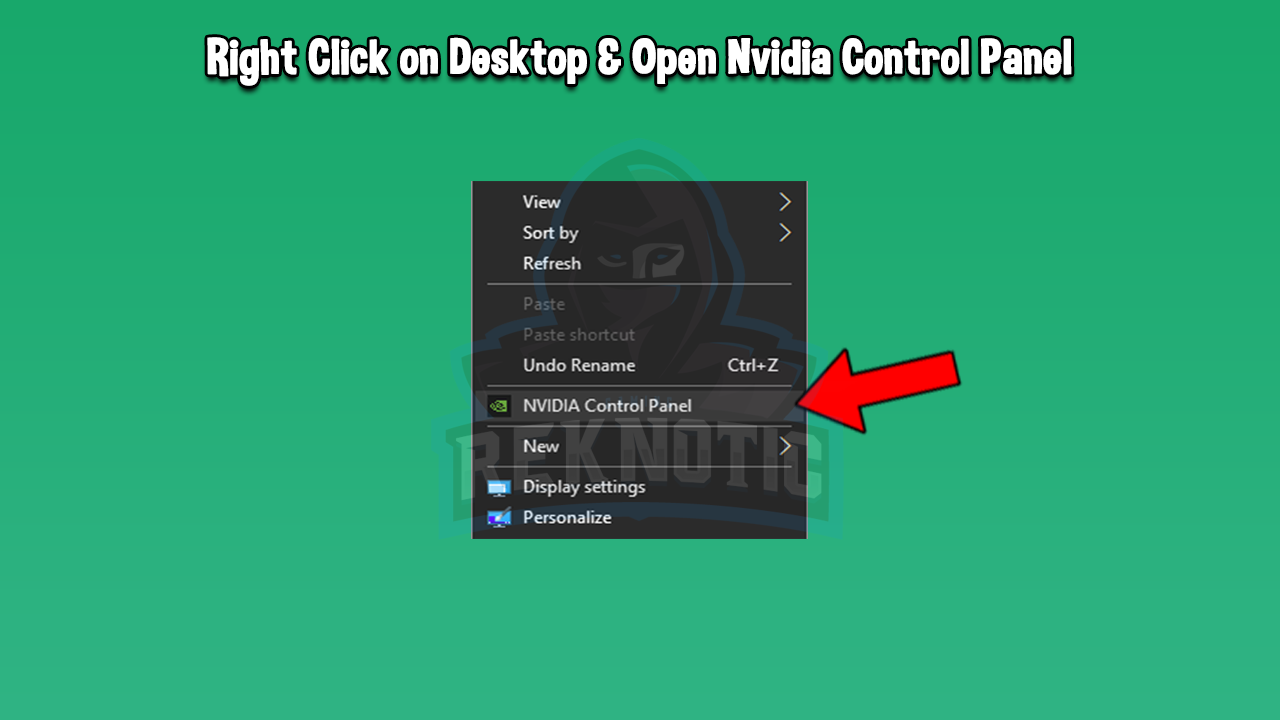 Right Click on Desktop & Open Nvidia Control Panel
View
Sort by
Refresh
Paste
Paste shortcut
Undo Rename Ctrl+Z
NVIDIA Control Panel
New
REKNOTIC
Display settings
Personalize